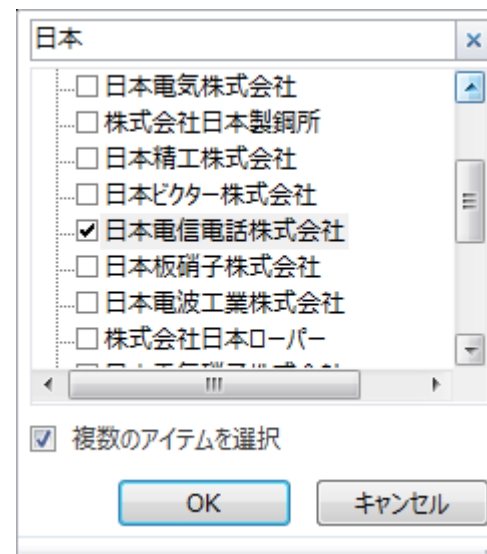 日本
日本電気株式会社
株式会社日本製鋼所
日本精工株式会社
日本ビクター株式会社
日本電信電話株式会社
日本板硝子株式会社
日本電波工業株式会社
株式会社日本ローパー
複数のアイテムを選択
OK
キャンセル